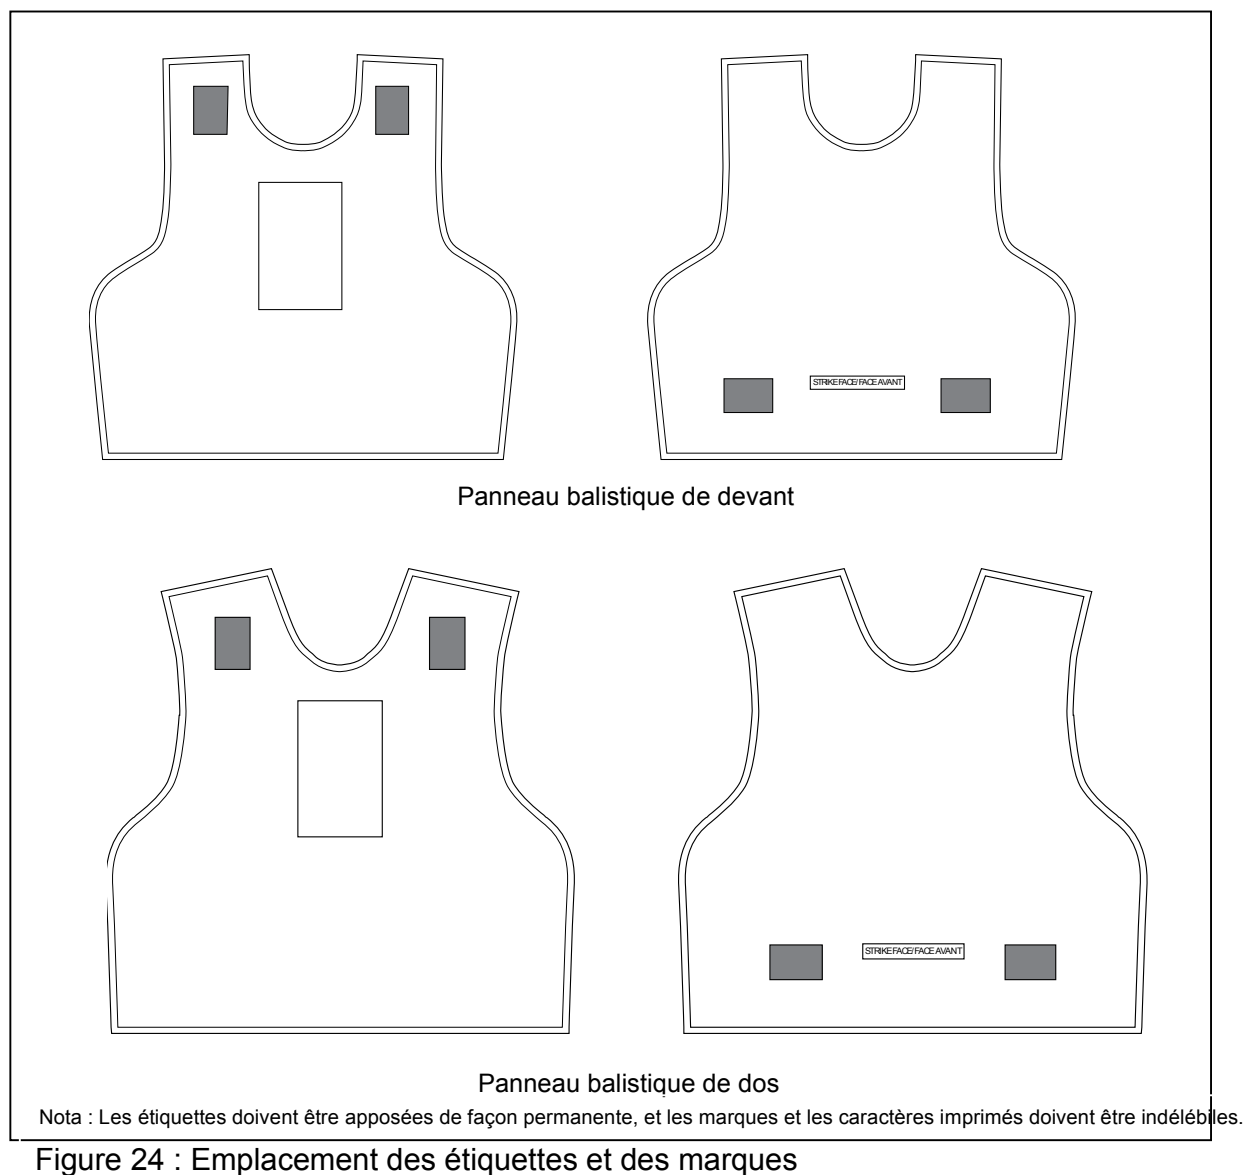 STRIKE FACE/ FACE AVANT
Panneau balistique de devant
STRIKE FACE/ FACE AVANT
Panneau balistique de dos
Nota : Les étiquettes doivent être apposées de façon permanente, et les marques et les caractères imprimés doivent être indélébiles.
Figure 24 : Emplacement des étiquettes et des marques